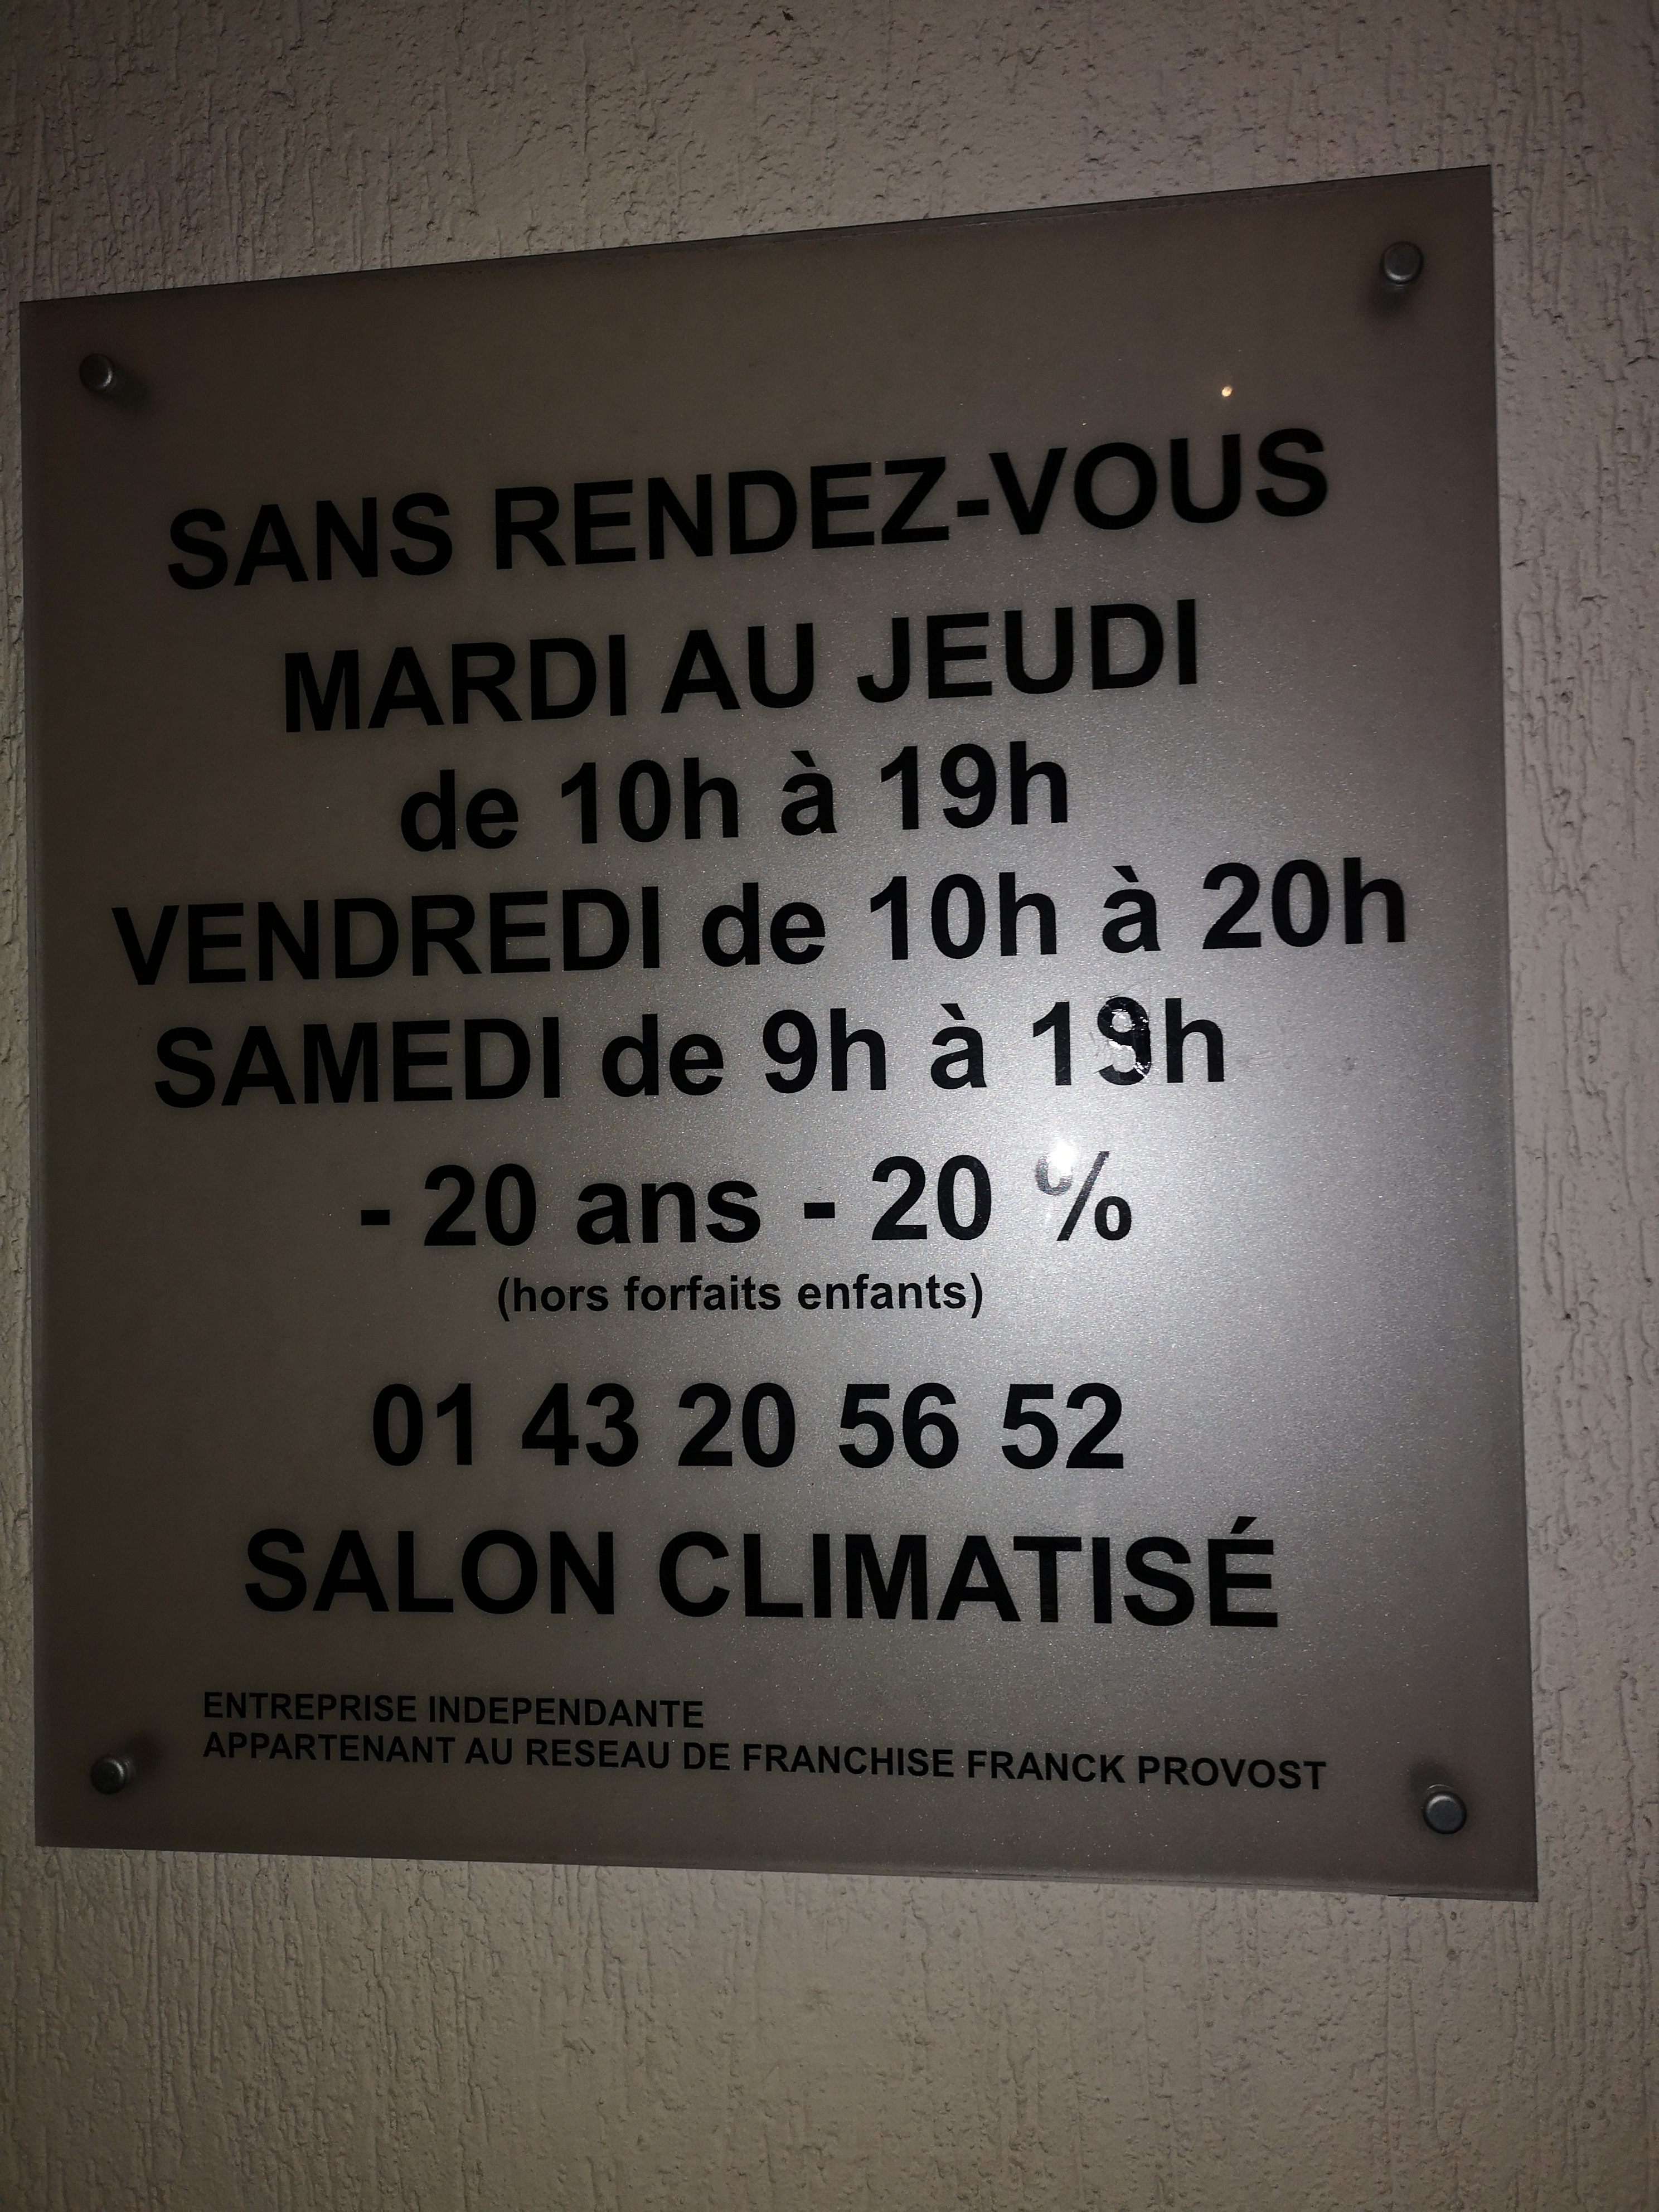 SANS RENDEZ-VOUS
MARDI AU JEUDI
de 10h à 19h
VENDREDI de 10h à 20h
SAMEDI de 9h à 19h
- 20 ans - 20 %
(hors forfaits enfants)
01 43 20 56 52
SALON CLIMATISÉ
ENTREPRISE INDEPENDANTE
APPARTENANT AU RESEAU DE FRANCHISE FRANCK PROVOST